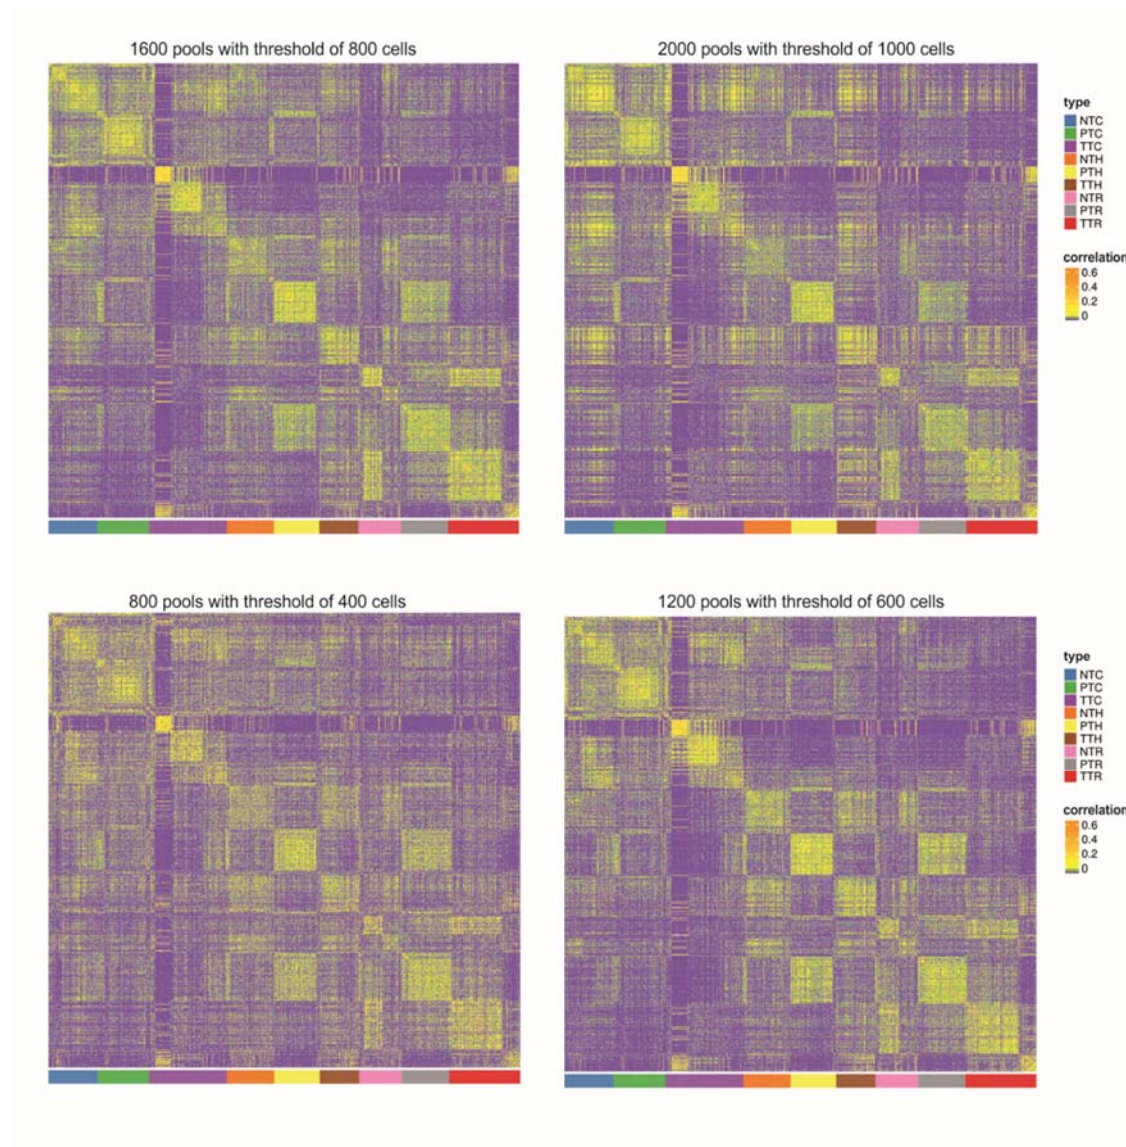 1600 pools with threshold of 800 cells
2000 pools with threshold of 1000 cells
type
NTC
PTC
TTC
NTH
PTH
TTH
NTR
PTR
TTR
correlation
0.6
0.4
0.2
0
800 pools with threshold of 400 cells
1200 pools with threshold of 600 cells
type
NTC
PTC
TTC
NTH
PTH
TTH
NTR
PTR
TTR
correlation
0.6
0.4
0.2
0